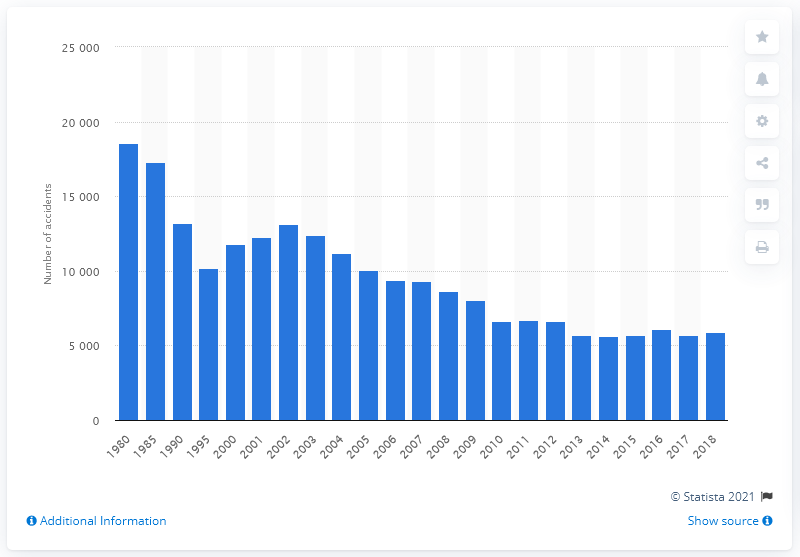 25 000
20 000
15 000
10 000
5 000
0
Number of accidents
1980 1985 1990 1995 2000 2001 2002 2003 2004 2005 2006 2007 2008 2009 2010 2011 2012 2013 2014 2015 2016 2017 2018
© Statista 2021
Additional Information
Show source